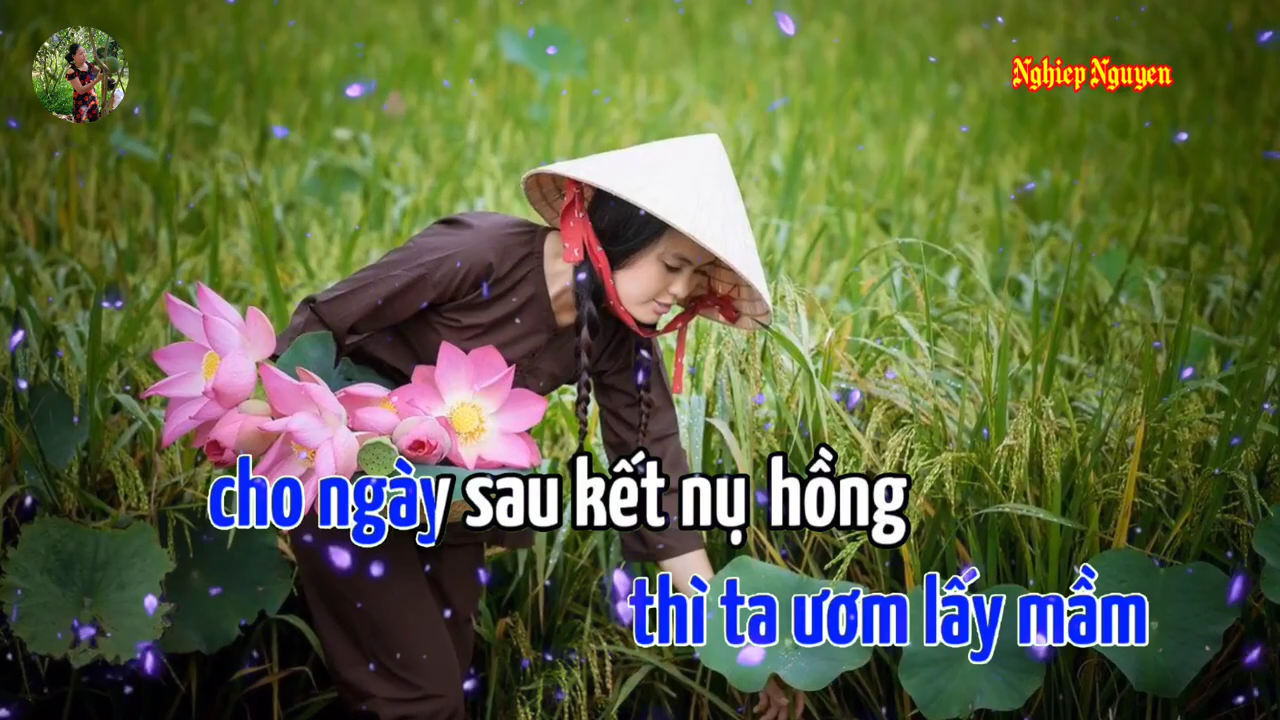 Nghiep Nguyen
cho ngày sau kết nụ hồng
thì ta ươm lấy mầm